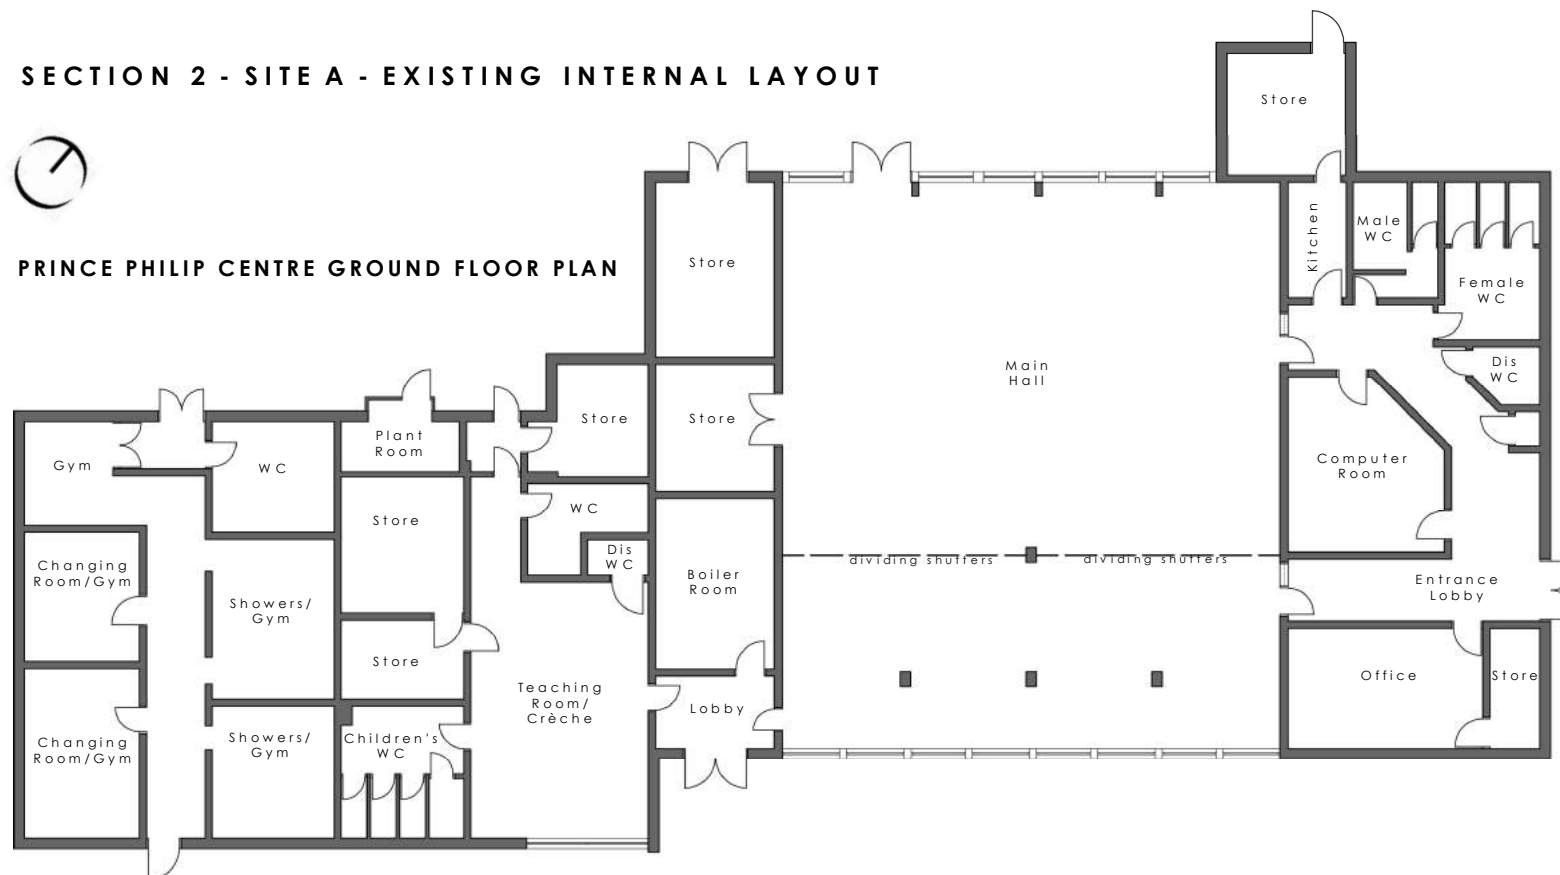 SECTION 2 - SITE A - EXISTING INTERNAL LAYOUT
PRINCE PHILIP CENTRE GROUND FLOOR PLAN
Store
Kitchen
Male
WC
Female
WC
Dis
WC
Store
Main
Hall
Store
Store
Plant
Room
Gym
WC
Computer
Room
Store
WC
Dis
WC
dividing shutters
dividing shutters
Boiler
Room
Changing
Room/Gym
Showers/
Gym
Entrance
Lobby
Store
Teaching
Room/
Crèche
Lobby
Office
Store
Changing
Room/Gym
Showers/
Gym
Children's
WC